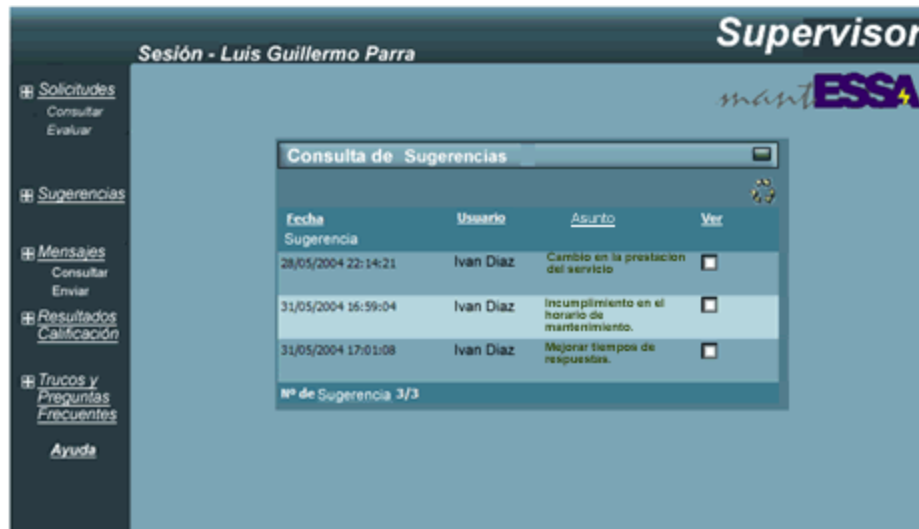 Supervisor
Sesión - Luis Guillermo Parra
mantESSA
Solicitudes
Consultar
Evaluar
Sugerencias
Mensajes
Consultar
Enviar
Resultados
Calificación
Trucos y
Preguntas
Frecuentes
Ayuda
Consulta de Sugerencias
Fecha Usuario Asunto Ver
Sugerencia
28/05/2004 22:14:21 Ivan Diaz Cambio en la prestacion
del servicio
31/05/2004 16:59:04 Ivan Diaz Incumplimiento en el
horario de
mantenimiento.
31/05/2004 17:01:08 Ivan Diaz Mejorar tiempos de
respuestas.
Nº de Sugerencia 3/3